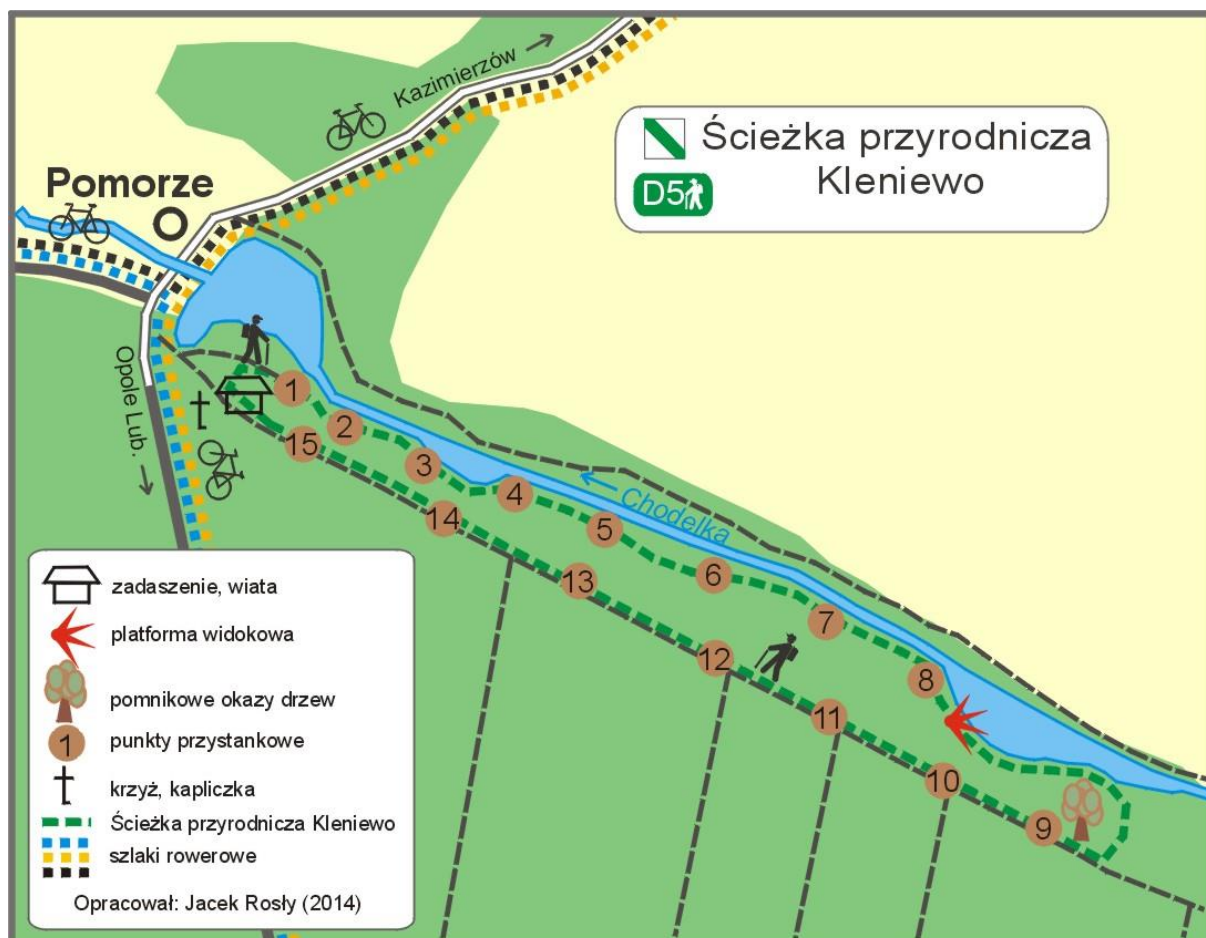 Kazimierzów
Ścieżka przyrodnicza
Kleniewo
D5
Pomorze
Opole Lub.
Chodelka
1
2
3
4
5
6
7
8
9
10
11
12
13
14
15
zadaszenie, wiata
platforma widokowa
pomnikowe okazy drzew
1 punkty przystankowe
krzyż, kapliczka
Ścieżka przyrodnicza Kleniewo
szlaki rowerowe
Opracował: Jacek Rosły (2014)